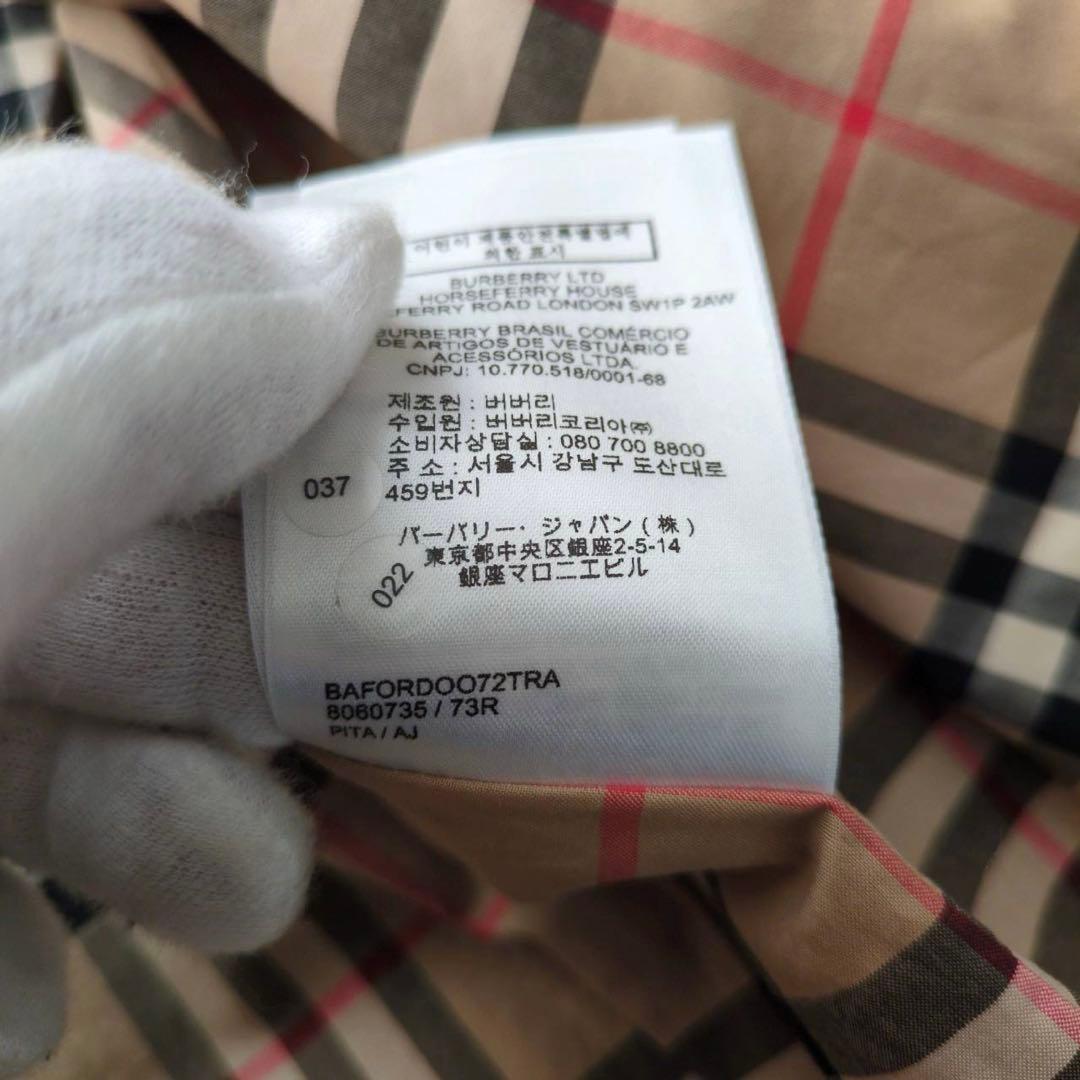 어린이 제품안전특별법에
의한 표시
BURBERRY LTD
HORSEFERRY HOUSE
FERRY ROAD LONDON SW1P 2AW
BURBERRY BRASIL COMÉRCIO
DE ARTIGOS DE VESTUÁRIO E
ACESSÓRIOS LTDA.
CNPJ: 10.770.518/0001-68
제조원 : 버버리
수입원 : 버버리코리아㈜
소비자상담실 : 080 700 8800
주 소 : 서울시 강남구 도산대로
459번지
037
バーバリー・ジャパン ( 株 )
東京都中央区銀座2-5-14
銀座マロニエビル
022
BAFORDOO72TRA
8060735 / 73R
PITA / AJ